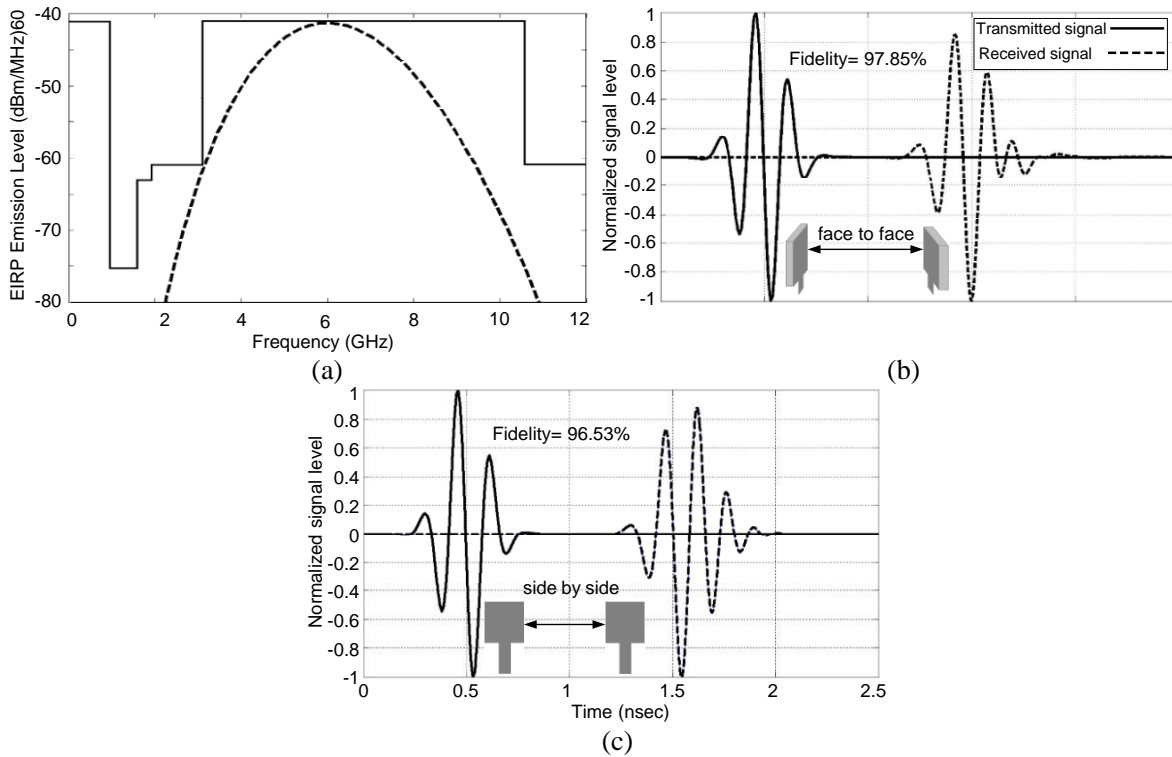 EIRP Emission Level (dBm/MHz)60
-40
-50
-60
-70
-80
0
2
4
6
8
10
12
Frequency (GHz)
(a)
Normalized signal level
1
0.8
0.6
0.4
0.2
0
-0.2
-0.4
-0.6
-0.8
-1
Fidelity= 97.85%
Transmitted signal
Received signal
face to face
(b)
Normalized signal level
1
0.8
0.6
0.4
0.2
0
-0.2
-0.4
-0.6
-0.8
-1
Fidelity= 96.53%
side by side
0
0.5
1
1.5
2
2.5
Time (nsec)
(c)